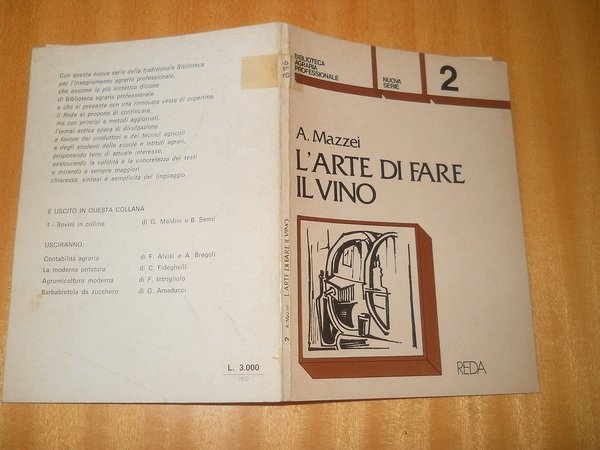 Con questa nuova serie della tradizionale Biblioteca
per l'insegnamento agrario professionale,
che assume la più sintetica dizione
di Biblioteca agraria professionale
e che si presenta con una rinnovata veste di copertina,
il Reda si propone di continuare,
ma con principi e metodi aggiornati,
l'ormai antica opera di divulgazione
a favore dei produttori e dei tecnici agricoli
e degli studenti delle scuole e istituti agrari,
proponendo temi di attuale interesse,
assicurando la validità e la concretezza dei testi
e mirando a sempre maggiori
chiarezza, sintesi e semplicità del linguaggio.
E USCITO IN QUESTA COLLANA
1 - Bovini in collina di G. Maldini e B. Senni
USCIRANNO:
Contabilità agraria di F. Alvisi e A. Bregoli
La moderna potatura di C. Fideghelli
Agrumicoltura moderna di F. Intrigliolo
Barbabietola da zucchero di G. Amaducci
L. 3.000
2 A. Mazzei L'ARTE DI FARE IL VINO
BIBLIOTECA
AGRARIA
PROFESSIONALE
NUOVA
SERIE
2
A. Mazzei
L'ARTE DI FARE
IL VINO
REDA